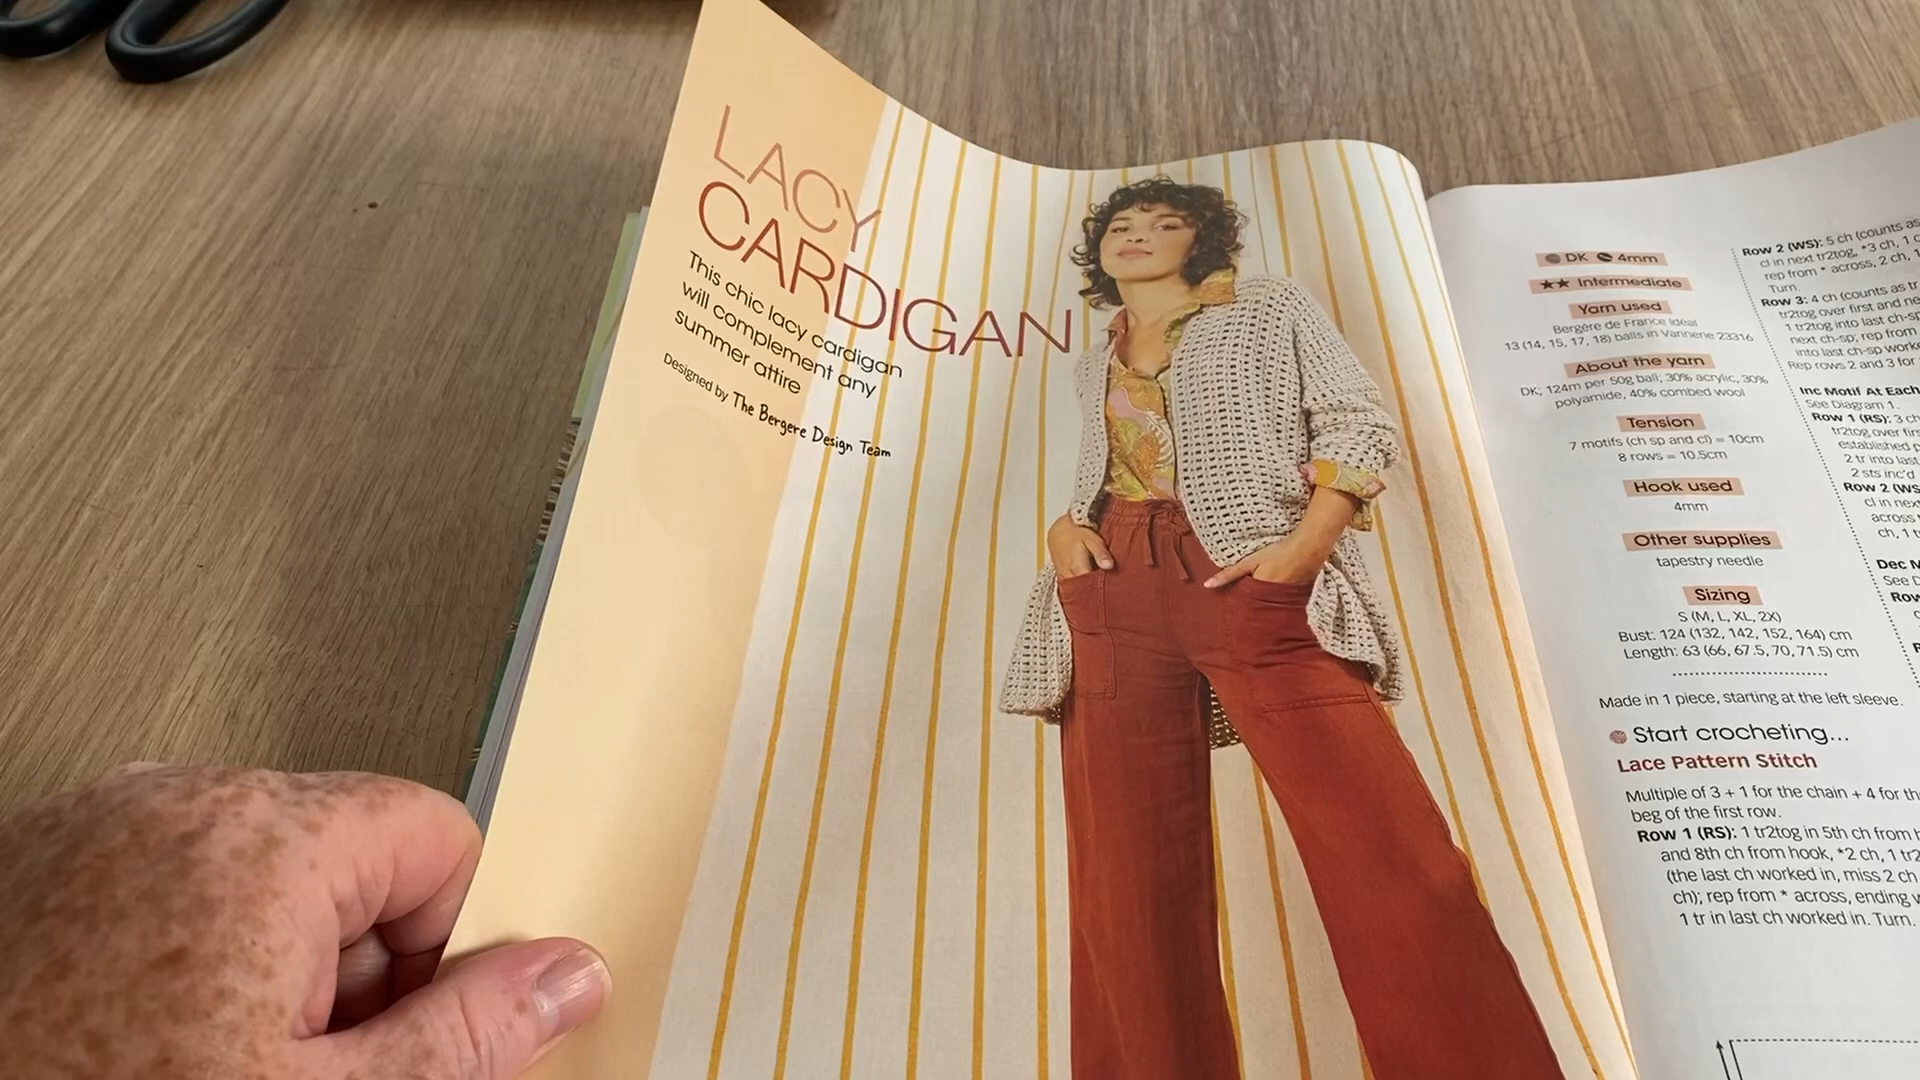 LACY
CARDIGAN
This chic lacy cardigan
will complement any
summer attire
Designed by The Bergere Design Team
DK 4mm
★★ Intermediate
Yarn used
Bergère de France Idéal
13 (14, 15, 17, 18) balls in Vannerie 23316
About the yarn
DK; 124m per 50g ball; 30% acrylic, 30%
polyamide, 40% combed wool
Tension
7 motifs (ch sp and cl) = 10cm
8 rows = 10.5cm
Hook used
4mm
Other supplies
tapestry needle
Sizing
S (M, L, XL, 2X)
Bust: 124 (132, 142, 152, 164) cm
Length: 63 (66, 67.5, 70, 71.5) cm
Made in 1 piece, starting at the left sleeve.
Start crocheting...
Lace Pattern Stitch
Multiple of 3 + 1 for the chain + 4 for
beg of the first row.
Row 1 (RS): 1 tr2tog in 5th ch from
and 8th ch from hook, *2 ch, 1
(the last ch worked in, miss 2 ch
ch); rep from * across, ending
1 tr in last ch worked in. Turn.
Row 2 (WS): 5 ch (counts as
cl in next tr2tog, *3 ch, 1
rep from * across, 2 ch,
Turn.
Row 3: 4 ch (counts as tr
tr2tog over first and
1 tr2tog into last
next ch-sp; rep from
into last ch-sp
Rep rows 2 and 3 for
Inc Motif At Each
See Diagram 1.
Row 1 (RS): 3
tr2tog over
established
2 tr into last
2 sts inc'd
Row 2 (WS
cl in
across
ch, 1
Dec
See
Row